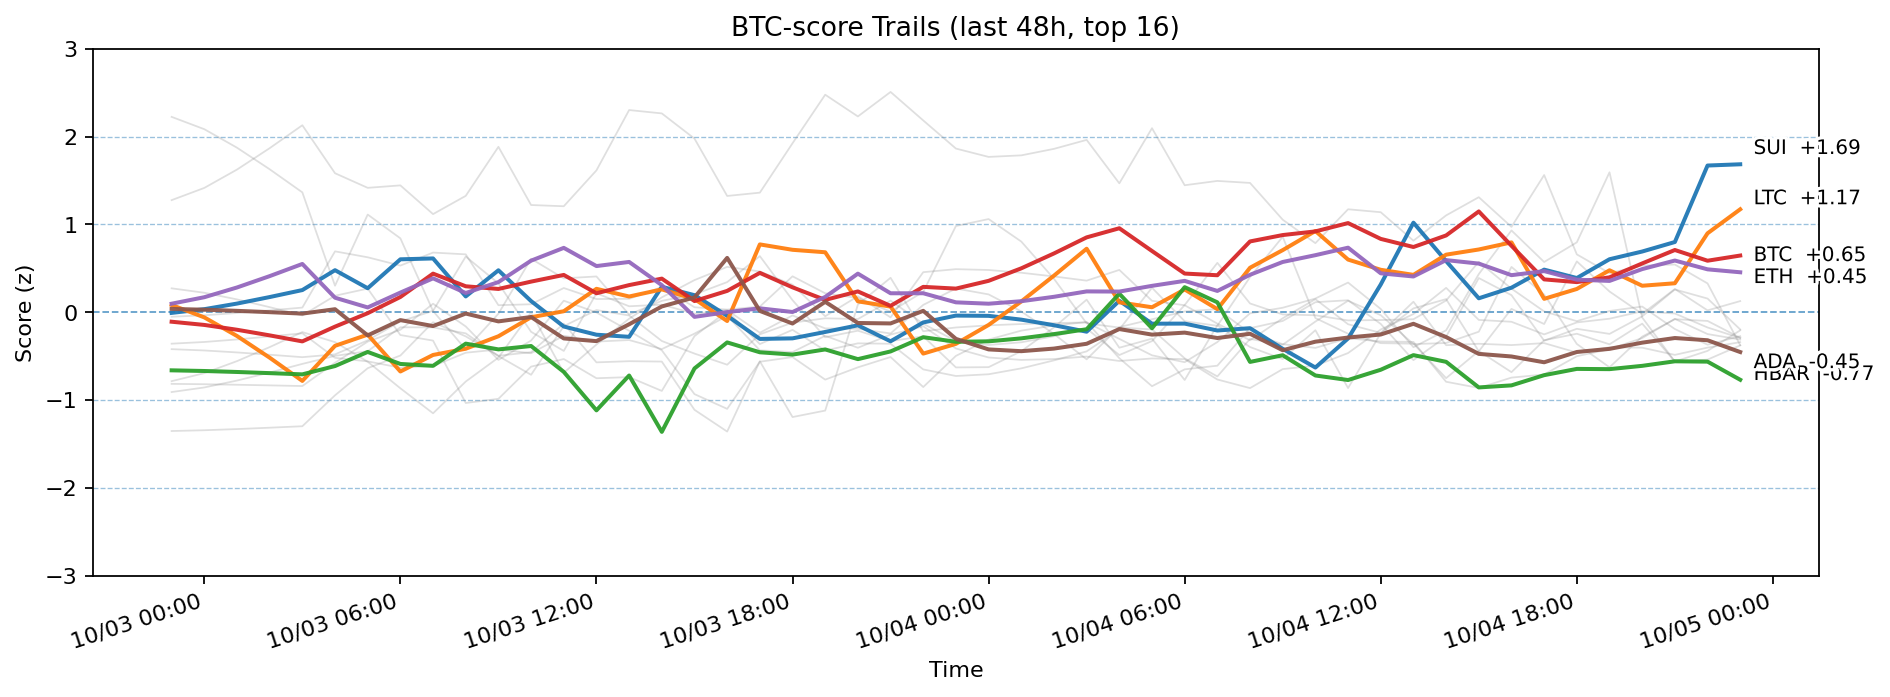 BTC-score Trails (last 48h, top 16)
Score (z)
3
2
1
0
−1
−2
−3
SUI +1.69
LTC +1.17
BTC +0.65
ETH +0.45
ADA -0.45
HBAR -0.77
10/03 00:00
10/03 06:00
10/03 12:00
10/03 18:00
10/04 00:00
10/04 06:00
10/04 12:00
10/04 18:00
10/05 00:00
Time